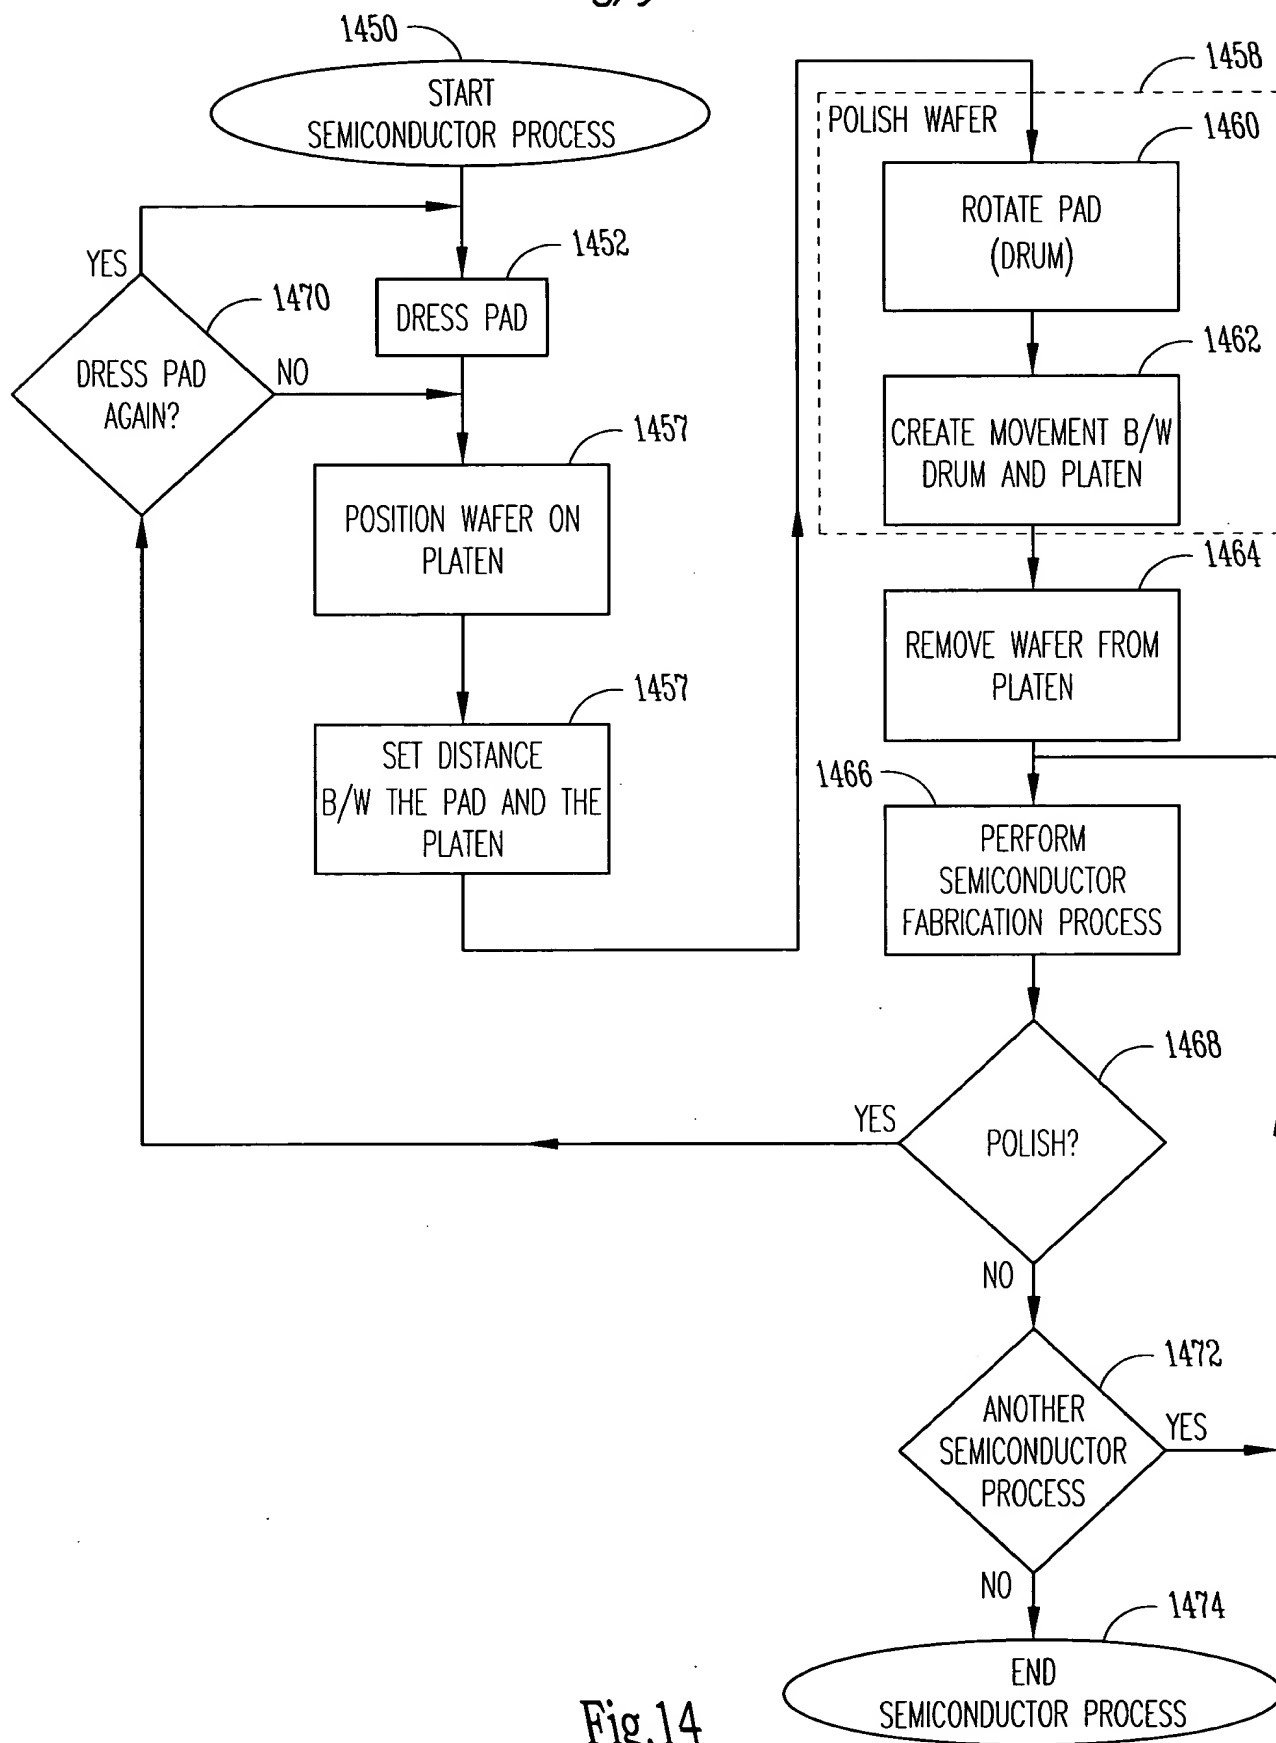 1450
START
SEMICONDUCTOR PROCESS
YES
1452
DRESS PAD
1470
DRESS PAD
AGAIN?
NO
1457
POSITION WAFER ON
PLATEN
1457
SET DISTANCE
B/W THE PAD AND THE
PLATEN
1458
POLISH WAFER
1460
ROTATE PAD
(DRUM)
1462
CREATE MOVEMENT B/W
DRUM AND PLATEN
1464
REMOVE WAFER FROM
PLATEN
1466
PERFORM
SEMICONDUCTOR
FABRICATION PROCESS
1468
YES
POLISH?
NO
1472
ANOTHER
SEMICONDUCTOR
PROCESS
YES
NO
1474
END
SEMICONDUCTOR PROCESS
Fig.14